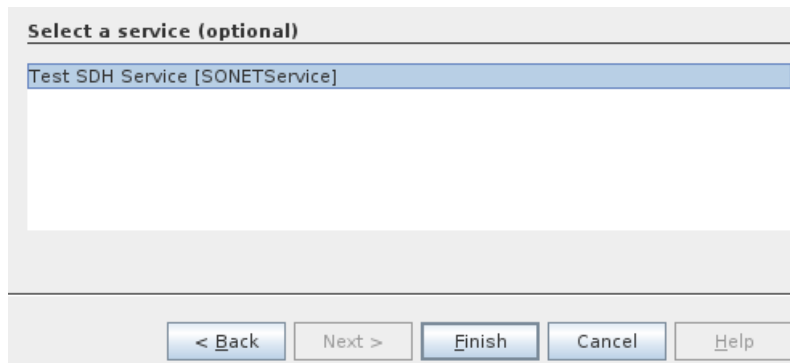 Select a service (optional)
Test SDH Service [SONETService]
< Back Next > Finish Cancel Help